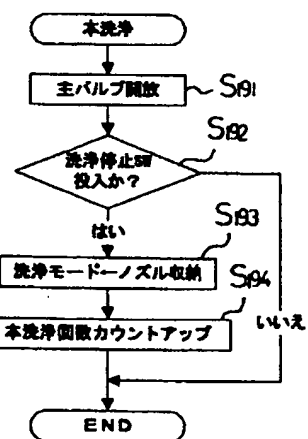 本洗浄
主バルブ開放
S191
洗浄停止SW
投入か?
S192
はい
S193
洗浄モード←ノズル収納
S194
本洗浄回数カウントアップ
いいえ
END